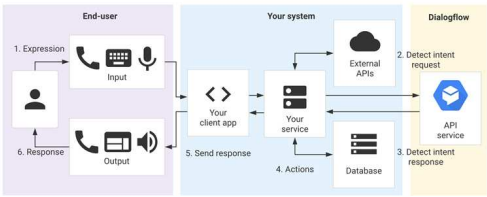 End-user
Your system
Dialogflow
1. Expression
Input
External
APIs
2. Detect intent
request
Your
client app
Your
service
API
service
6. Response
Output
5. Send response
4. Actions
Database
3. Detect intent
response